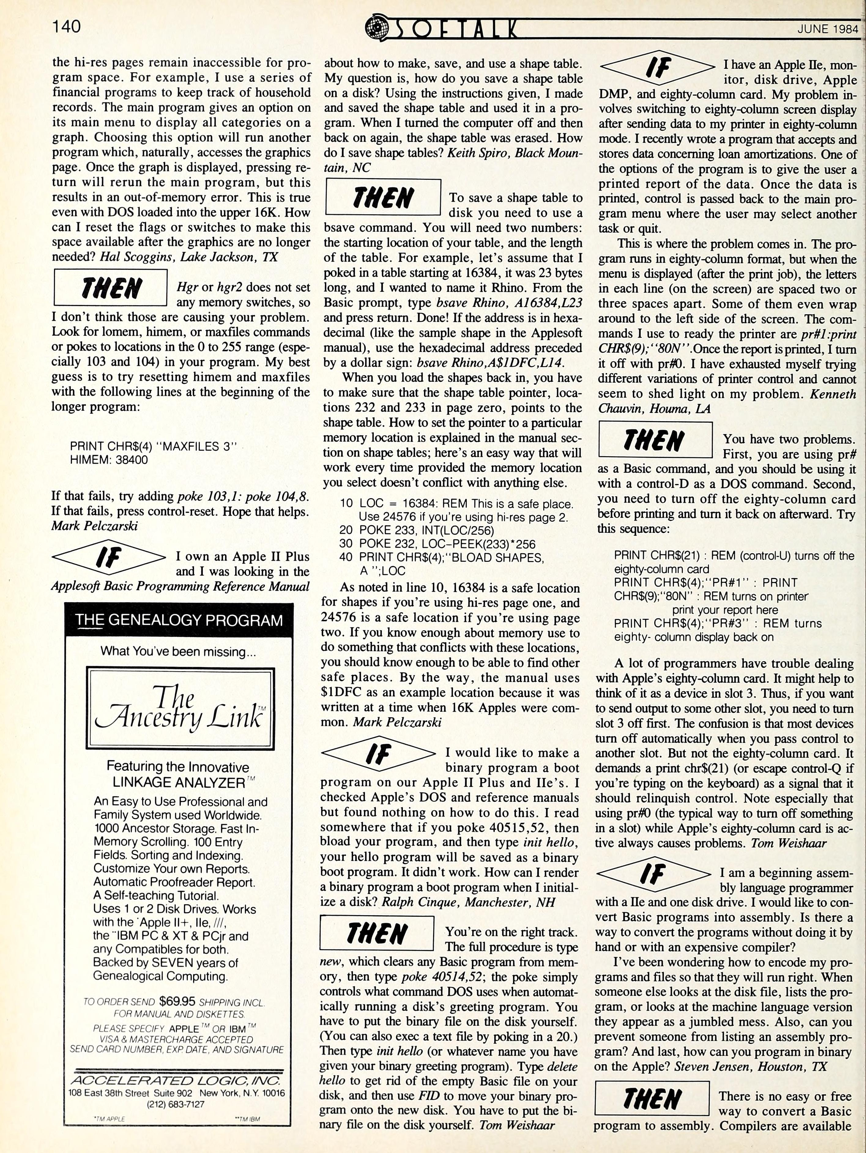 140
SOFTALK
JUNE 1984
the hi-res pages remain inaccessible for pro-
gram space. For example, I use a series of
financial programs to keep track of household
records. The main program gives an option on
its main menu to display all categories on a
graph. Choosing this option will run another
program which, naturally, accesses the graphics
page. Once the graph is displayed, pressing re-
turn will rerun the main program, but this
results in an out-of-memory error. This is true
even with DOS loaded into the upper 16K. How
can I reset the flags or switches to make this
space available after the graphics are no longer
needed? Hal Scoggins, Lake Jackson, TX
THEN
Hgr or hgr2 does not set
any memory switches, so
I don't think those are causing your problem.
Look for lomem, himem, or maxfiles commands
or pokes to locations in the 0 to 255 range (espe-
cially 103 and 104) in your program. My best
guess is to try resetting himem and maxfiles
with the following lines at the beginning of the
longer program:
PRINT CHR$(4) "MAXFILES 3"
HIMEM: 38400
If that fails, try adding poke 103,1: poke 104,8.
If that fails, press control-reset. Hope that helps.
Mark Pelczarski
IF
I own an Apple II Plus
and I was looking in the
Applesoft Basic Programming Reference Manual
THE GENEALOGY PROGRAM
What You've been missing...
The
Ancestry Link™
Featuring the Innovative
LINKAGE ANALYZER™
An Easy to Use Professional and
Family System used Worldwide.
1000 Ancestor Storage. Fast In-
Memory Scrolling. 100 Entry
Fields. Sorting and Indexing.
Customize Your own Reports.
Automatic Proofreader Report.
A Self-teaching Tutorial.
Uses 1 or 2 Disk Drives. Works
with the *Apple II+, IIe, ///,
the **IBM PC & XT & PCjr and
any Compatibles for both.
Backed by SEVEN years of
Genealogical Computing.
TO ORDER SEND $69.95 SHIPPING INCL.
FOR MANUAL AND DISKETTES.
PLEASE SPECIFY APPLE™ OR IBM™
VISA & MASTERCHARGE ACCEPTED
SEND CARD NUMBER, EXP DATE, AND SIGNATURE
ACCELERATED LOGIC, INC.
108 East 38th Street Suite 902 New York, N.Y. 10016
(212) 683-7127
*TM APPLE **TM IBM
about how to make, save, and use a shape table.
My question is, how do you save a shape table
on a disk? Using the instructions given, I made
and saved the shape table and used it in a pro-
gram. When I turned the computer off and then
back on again, the shape table was erased. How
do I save shape tables? Keith Spiro, Black Moun-
tain, NC
THEN
To save a shape table to
disk you need to use a
bsave command. You will need two numbers:
the starting location of your table, and the length
of the table. For example, let's assume that I
poked in a table starting at 16384, it was 23 bytes
long, and I wanted to name it Rhino. From the
Basic prompt, type bsave Rhino, A16384,L23
and press return. Done! If the address is in hexa-
decimal (like the sample shape in the Applesoft
manual), use the hexadecimal address preceded
by a dollar sign: bsave Rhino,A$1DFC,L14.
When you load the shapes back in, you have
to make sure that the shape table pointer, loca-
tions 232 and 233 in page zero, points to the
shape table. How to set the pointer to a particular
memory location is explained in the manual sec-
tion on shape tables; here's an easy way that will
work every time provided the memory location
you select doesn't conflict with anything else.
10 LOC = 16384: REM This is a safe place.
Use 24576 if you're using hi-res page 2.
20 POKE 233, INT(LOC/256)
30 POKE 232, LOC–PEEK(233)*256
40 PRINT CHR$(4);"BLOAD SHAPES,
A ";LOC
As noted in line 10, 16384 is a safe location
for shapes if you're using hi-res page one, and
24576 is a safe location if you're using page
two. If you know enough about memory use to
do something that conflicts with these locations,
you should know enough to be able to find other
safe places. By the way, the manual uses
$1DFC as an example location because it was
written at a time when 16K Apples were com-
mon. Mark Pelczarski
IF
I would like to make a
binary program a boot
program on our Apple II Plus and IIe's. I
checked Apple's DOS and reference manuals
but found nothing on how to do this. I read
somewhere that if you poke 40515,52, then
bload your program, and then type init hello,
your hello program will be saved as a binary
boot program. It didn't work. How can I render
a binary program a boot program when I initial-
ize a disk? Ralph Cinque, Manchester, NH
THEN
You're on the right track.
The full procedure is type
new, which clears any Basic program from mem-
ory, then type poke 40514,52; the poke simply
controls what command DOS uses when automat-
ically running a disk's greeting program. You
have to put the binary file on the disk yourself.
(You can also exec a text file by poking in a 20.)
Then type init hello (or whatever name you have
given your binary greeting program). Type delete
hello to get rid of the empty Basic file on your
disk, and then use FID to move your binary pro-
gram onto the new disk. You have to put the bi-
nary file on the disk yourself. Tom Weishaar
IF
I have an Apple IIe, mon-
itor, disk drive, Apple
DMP, and eighty-column card. My problem in-
volves switching to eighty-column screen display
after sending data to my printer in eighty-column
mode. I recently wrote a program that accepts and
stores data concerning loan amortizations. One of
the options of the program is to give the user a
printed report of the data. Once the data is
printed, control is passed back to the main pro-
gram menu where the user may select another
task or quit.
This is where the problem comes in. The pro-
gram runs in eighty-column format, but when the
menu is displayed (after the print job), the letters
in each line (on the screen) are spaced two or
three spaces apart. Some of them even wrap
around to the left side of the screen. The com-
mands I use to ready the printer are pr#1:print
CHR$(9);"80N".Once the report is printed, I turn
it off with pr#0. I have exhausted myself trying
different variations of printer control and cannot
seem to shed light on my problem. Kenneth
Chauvin, Houma, LA
THEN
You have two problems.
First, you are using pr#
as a Basic command, and you should be using it
with a control-D as a DOS command. Second,
you need to turn off the eighty-column card
before printing and turn it back on afterward. Try
this sequence:
PRINT CHR$(21) : REM (control-U) turns off the
eighty-column card
PRINT CHR$(4);"PR#1" : PRINT
CHR$(9);"80N" : REM turns on printer
print your report here
PRINT CHR$(4);"PR#3" : REM turns
eighty- column display back on
A lot of programmers have trouble dealing
with Apple's eighty-column card. It might help to
think of it as a device in slot 3. Thus, if you want
to send output to some other slot, you need to turn
slot 3 off first. The confusion is that most devices
turn off automatically when you pass control to
another slot. But not the eighty-column card. It
demands a print chr$(21) (or escape control-Q if
you're typing on the keyboard) as a signal that it
should relinquish control. Note especially that
using pr#0 (the typical way to turn off something
in a slot) while Apple's eighty-column card is ac-
tive always causes problems. Tom Weishaar
IF
I am a beginning assem-
bly language programmer
with a IIe and one disk drive. I would like to con-
vert Basic programs into assembly. Is there a
way to convert the programs without doing it by
hand or with an expensive compiler?
I've been wondering how to encode my pro-
grams and files so that they will run right. When
someone else looks at the disk file, lists the pro-
gram, or looks at the machine language version
they appear as a jumbled mess. Also, can you
prevent someone from listing an assembly pro-
gram? And last, how can you program in binary
on the Apple? Steven Jensen, Houston, TX
THEN
There is no easy or free
way to convert a Basic
program to assembly. Compilers are available